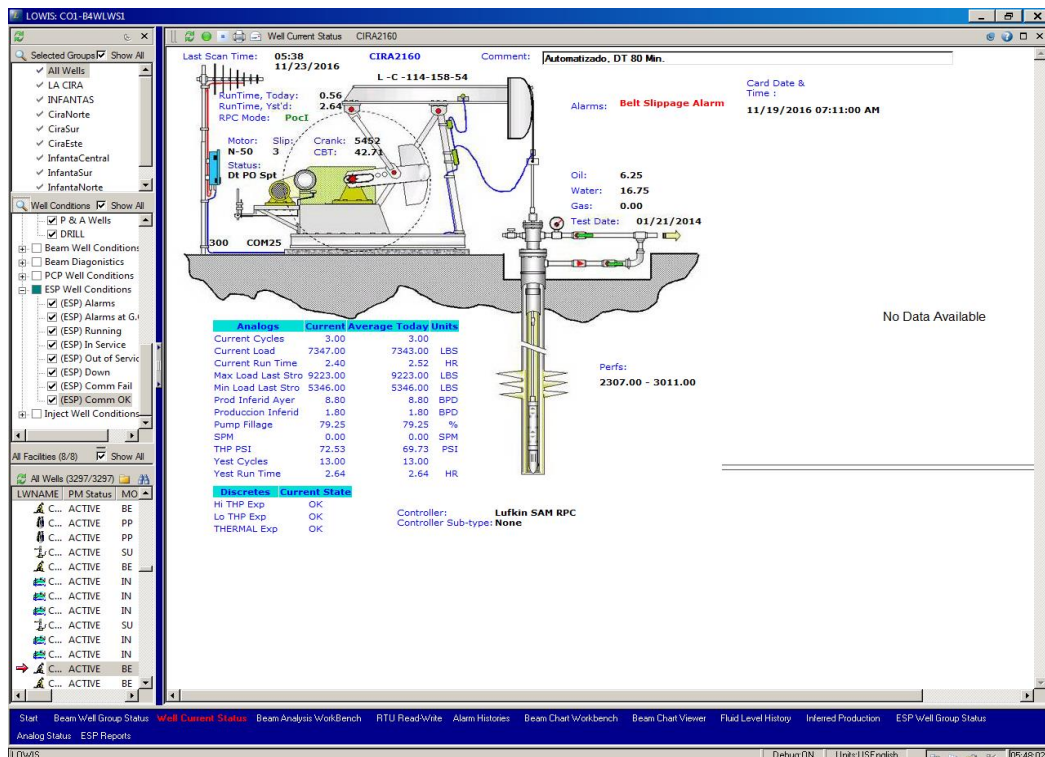 LOWIS: CO1-B4WLWS1
Well Current Status CIRA2160
Selected Groups Show All
All Wells
LA CIRA
INFANTAS
CiraNorte
CiraSur
CiraEste
InfantaCentral
InfantaSur
InfantaNorte
Well Conditions Show All
P & A Wells
DRILL
Beam Well Conditions
Beam Diagonistics
PCP Well Conditions
ESP Well Conditions
(ESP) Alarms
(ESP) Alarms at G.
(ESP) Running
(ESP) In Service
(ESP) Out of Servic
(ESP) Down
(ESP) Comm Fail
(ESP) Comm OK
Inject Well Conditions
All Facilities (8/8) Show All
All Wells (3297/3297)
LWNAME PM Status MO
C... ACTIVE BE
C... ACTIVE PP
C... ACTIVE PP
C... ACTIVE SU
C... ACTIVE BE
C... ACTIVE IN
C... ACTIVE IN
C... ACTIVE IN
C... ACTIVE SU
C... ACTIVE IN
C... ACTIVE IN
C... ACTIVE BE
C... ACTIVE BE
Last Scan Time: 05:38 CIRA2160 Comment: Automatizado, DT 80 Min.
11/23/2016
L -C -114-158-54
RunTime, Today: 0.56
RunTime, Yst'd: 2.64
RPC Mode: PocI
Motor: Slip: Crank: 5452
N-50 3 CBT: 42.71
Status:
Dt PO Spt
300 COM25
Alarms: Belt Slippage Alarm
Card Date &
Time :
11/19/2016 07:11:00 AM
Oil: 6.25
Water: 16.75
Gas: 0.00
Test Date: 01/21/2014
No Data Available
Perfs:
2307.00 - 3011.00
Analogs Current Average Today Units
Current Cycles 3.00 3.00
Current Load 7347.00 7343.00 LBS
Current Run Time 2.40 2.52 HR
Max Load Last Stro 9223.00 9223.00 LBS
Min Load Last Stro 5346.00 5346.00 LBS
Prod Inferid Ayer 8.80 8.80 BPD
Produccion Inferid 1.80 1.80 BPD
Pump Fillage 79.25 79.25 %
SPM 0.00 0.00 SPM
THP PSI 72.53 69.73 PSI
Yest Cycles 13.00 13.00
Yest Run Time 2.64 2.64 HR
Discretes Current State
Hi THP Exp OK
Lo THP Exp OK
THERMAL Exp OK
Controller: Lufkin SAM RPC
Controller Sub-type: None
Start Beam Well Group Status Well Current Status Beam Analysis WorkBench RTU Read-Write Alarm Histories Beam Chart Workbench Beam Chart Viewer Fluid Level History Inferred Production ESP Well Group Status
Analog Status ESP Reports
LOWIS Debug:ON Units:USEnglish 05:48:02